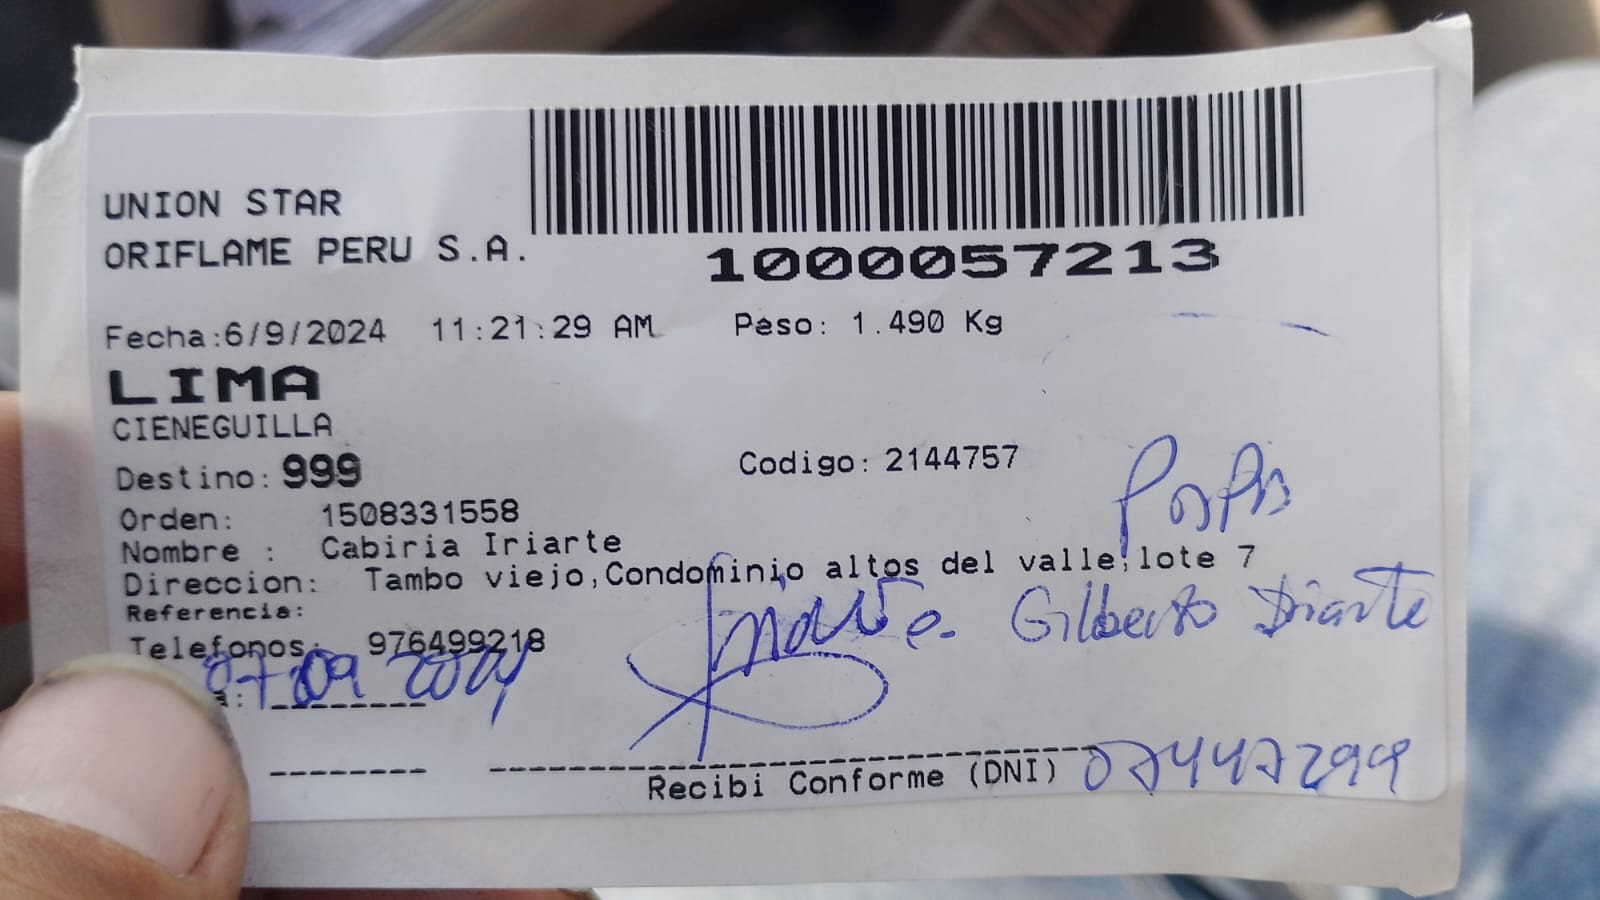 UNION STAR
ORIFLAME PERU S.A.
1000057213
Fecha:6/9/2024 11:21:29 AM Peso: 1.490 Kg
LIMA
CIENEGUILLA
Destino: 999 Codigo: 2144757
PAPA
Orden: 1508331558
Nombre : Cabiria Iriarte
Direccion: Tambo viejo,Condominio altos del valle,lote 7
Referencia:
Gilberto Iriarte
Telefonos: 976499218
07 09 2024
Recibi Conforme (DNI) 07447299